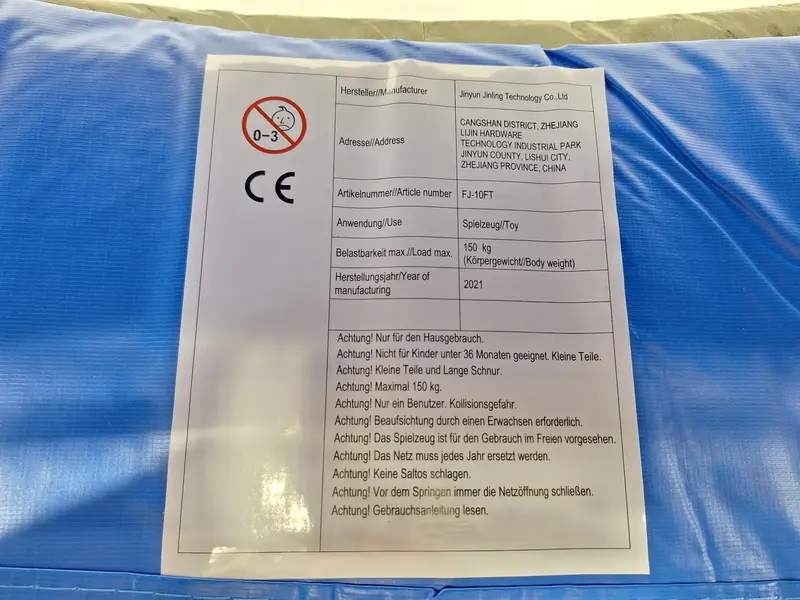 0-3
CE
Hersteller//Manufacturer
Jinyun Jinling Technology Co.,Ltd
Adresse//Address
CANGSHAN DISTRICT, ZHEJIANG
LIJIN HARDWARE
TECHNOLOGY INDUSTRIAL PARK
JINYUN COUNTY, LISHUI CITY,
ZHEJIANG PROVINCE, CHINA
Artikelnummer//Article number
FJ-10FT
Anwendung//Use
Spielzeug//Toy
Belastbarkeit max.//Load max.
150 kg
(Körpergewicht//Body weight)
Herstellungsjahr/Year of
manufacturing
2021
Achtung! Nur für den Hausgebrauch.
Achtung! Nicht für Kinder unter 36 Monaten geeignet. Kleine Teile.
Achtung! Kleine Teile und Lange Schnur.
Achtung! Maximal 150 kg.
Achtung! Nur ein Benutzer. Kollisionsgefahr.
Achtung! Beaufsichtung durch einen Erwachsen erforderlich.
Achtung! Das Spielzeug ist für den Gebrauch im Freien vorgesehen.
Achtung! Das Netz muss jedes Jahr ersetzt werden.
Achtung! Keine Saltos schlagen.
Achtung! Vor dem Springen immer die Netzöffnung schließen.
Achtung! Gebrauchsanleitung lesen.